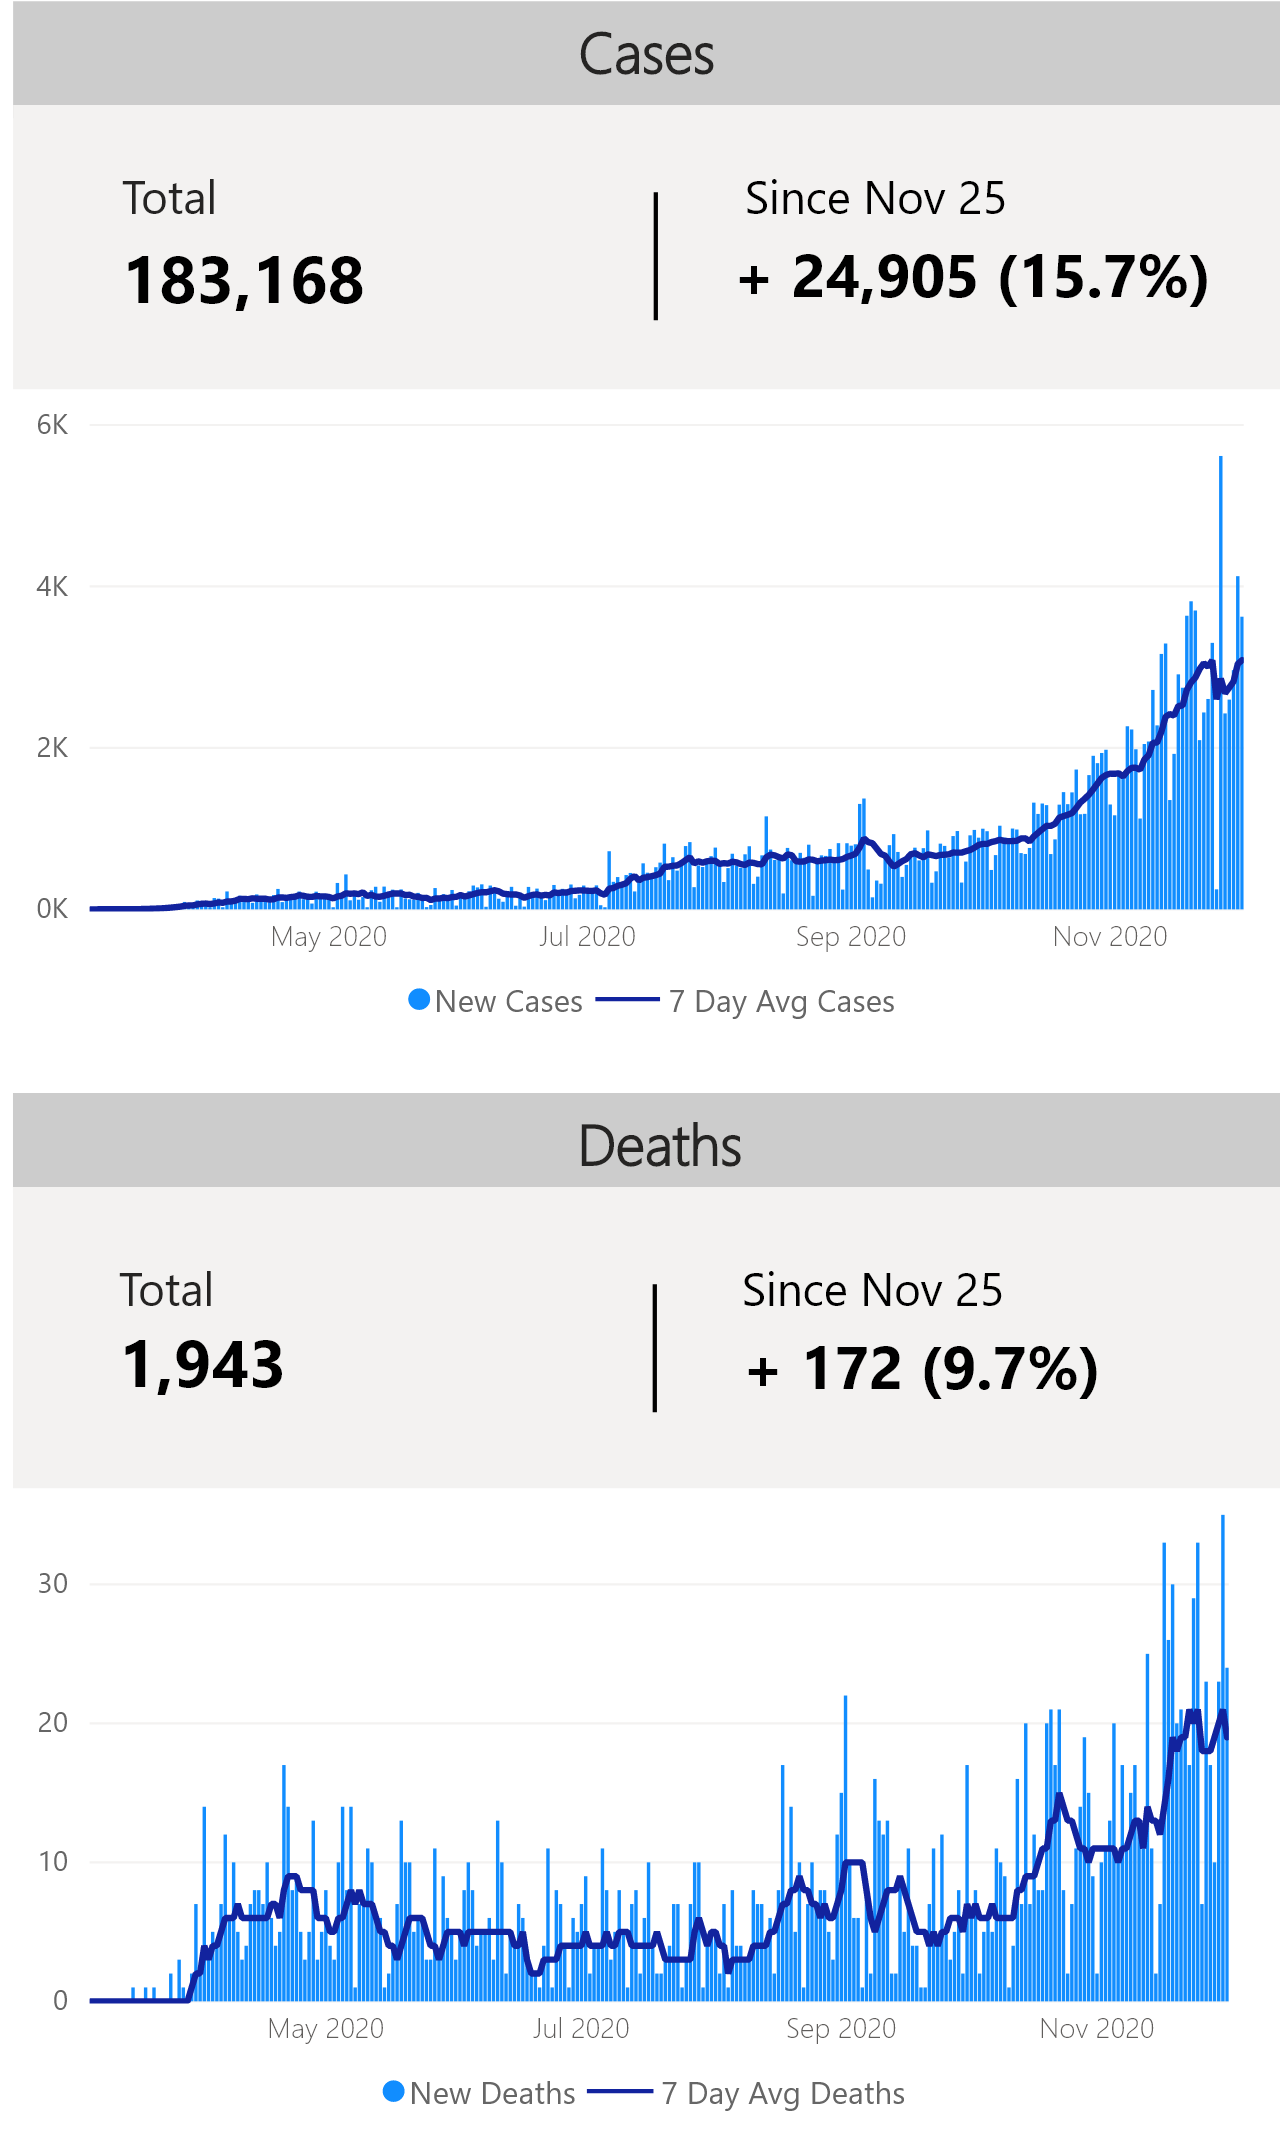 Cases
Total
Since Nov 25
183,168
+ 24,905 (15.7%)
6K
4K
2K
0K
May 2020
Jul 2020
Sep 2020
Nov 2020
New Cases
7 Day Avg Cases
Deaths
Total
Since Nov 25
1,943
+ 172 (9.7%)
30
20
10
0
May 2020
Jul 2020
Sep 2020
Nov 2020
New Deaths
7 Day Avg Deaths